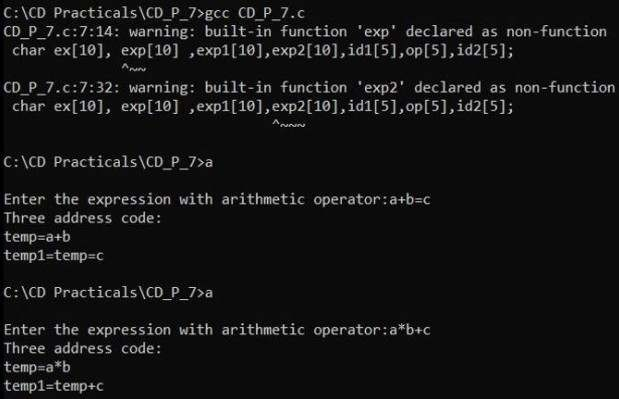 C:\CD Practicals\CD_P_7>gcc CD_P_7.c
CD_P_7.c:7:14: warning: built-in function 'exp' declared as non-function
 char ex[10], exp[10] ,exp1[10],exp2[10],id1[5],op[5],id2[5];
              ^~~
CD_P_7.c:7:32: warning: built-in function 'exp2' declared as non-function
 char ex[10], exp[10] ,exp1[10],exp2[10],id1[5],op[5],id2[5];
                                ^~~~
C:\CD Practicals\CD_P_7>a
Enter the expression with arithmetic operator:a+b=c
Three address code:
temp=a+b
temp1=temp=c
C:\CD Practicals\CD_P_7>a
Enter the expression with arithmetic operator:a*b+c
Three address code:
temp=a*b
temp1=temp+c